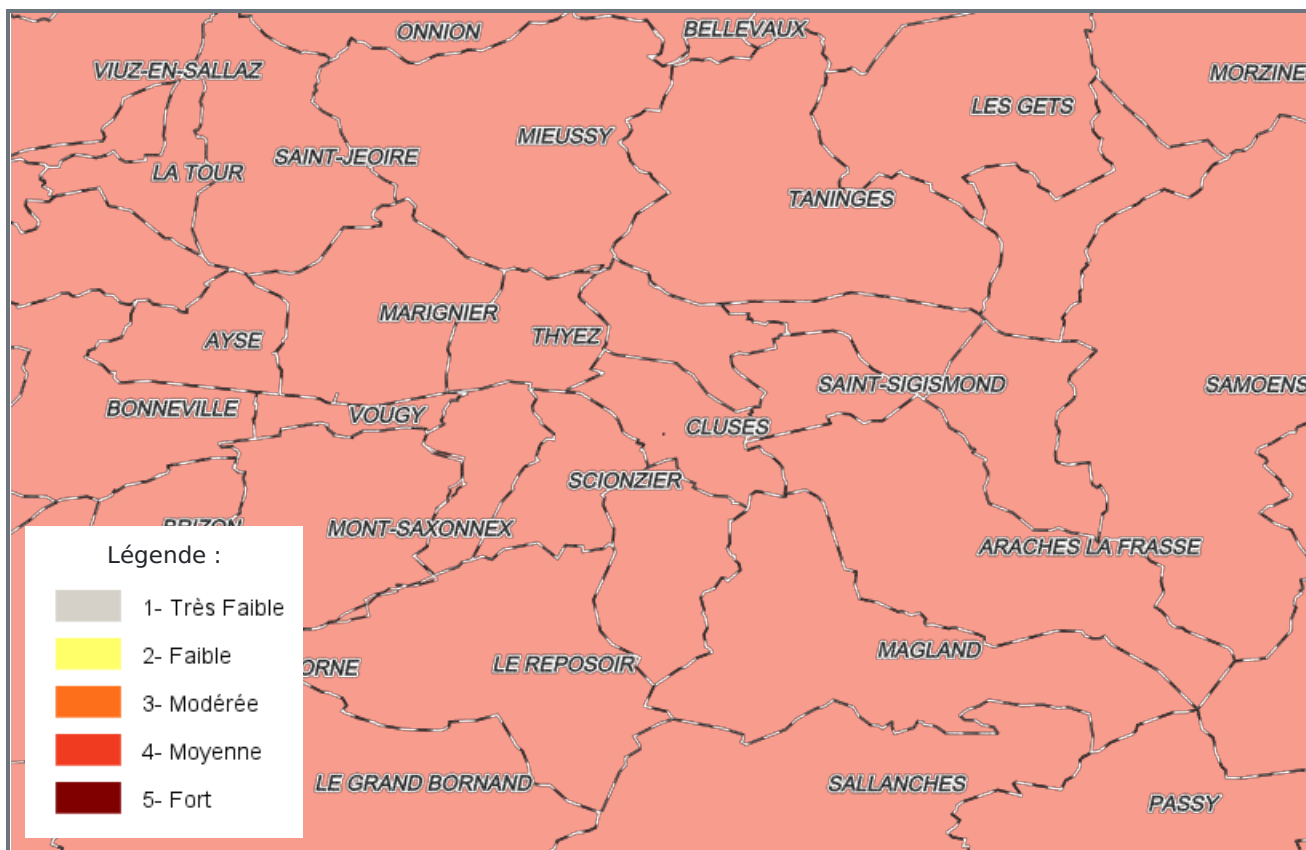 ONNION
BELLEVAUX
VIUZ-EN-SALLAZ
MORZINE
LES GETS
MIEUSSY
SAINT-JEOIRE
LA TOUR
TANINGES
MARIGNIER
THYEZ
AYSE
SAINT-SIGISMOND
SAMOENS
BONNEVILLE
VOUGY
CLUSES
SCIONZIER
BRIZON
MONT-SAXONNEX
ARACHES LA FRASSE
MAGLAND
LE REPOSOIR
ORNE
LE GRAND BORNAND
SALLANCHES
PASSY
Légende :
1- Très Faible
2- Faible
3- Modérée
4- Moyenne
5- Fort